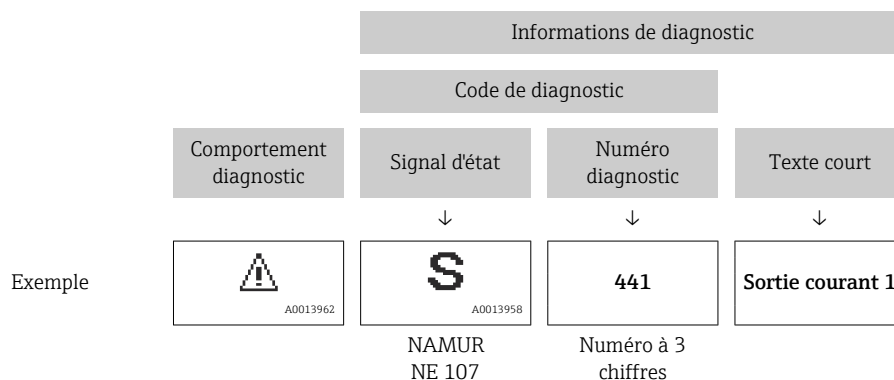 Informations de diagnostic
Code de diagnostic
Comportement
diagnostic
Signal d'état
Numéro
diagnostic
Texte court
↓ ↓ ↓
Exemple
A0013962
S
A0013958
441
Sortie courant 1
NAMUR
NE 107
Numéro à 3
chiffres